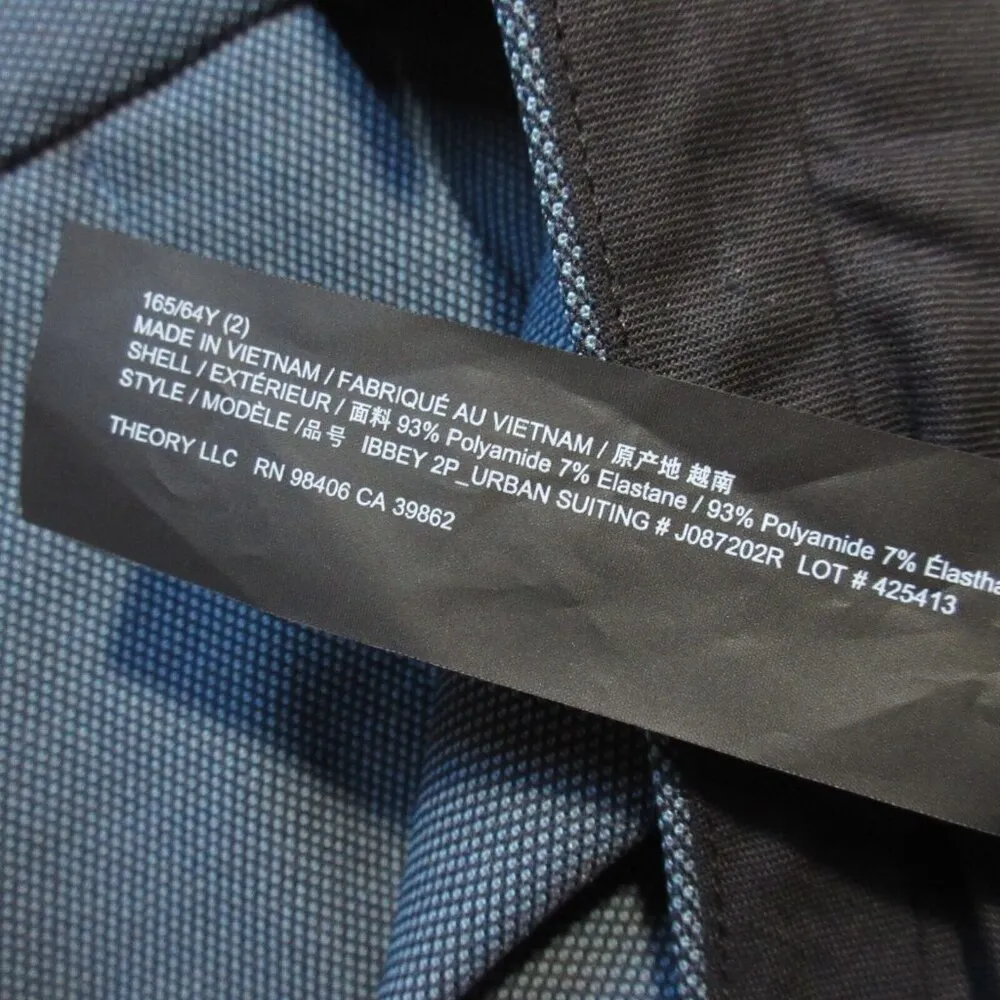 165/64Y (2)
MADE IN VIETNAM / FABRIQUÉ AU VIETNAM / 原产地 越南
SHELL / EXTÉRIEUR / 面料 93% Polyamide 7% Elastane / 93% Polyamide 7% Élastha
STYLE / MODÈLE /品号 IBBEY 2P_URBAN SUITING # J087202R LOT # 425413
THEORY LLC RN 98406 CA 39862